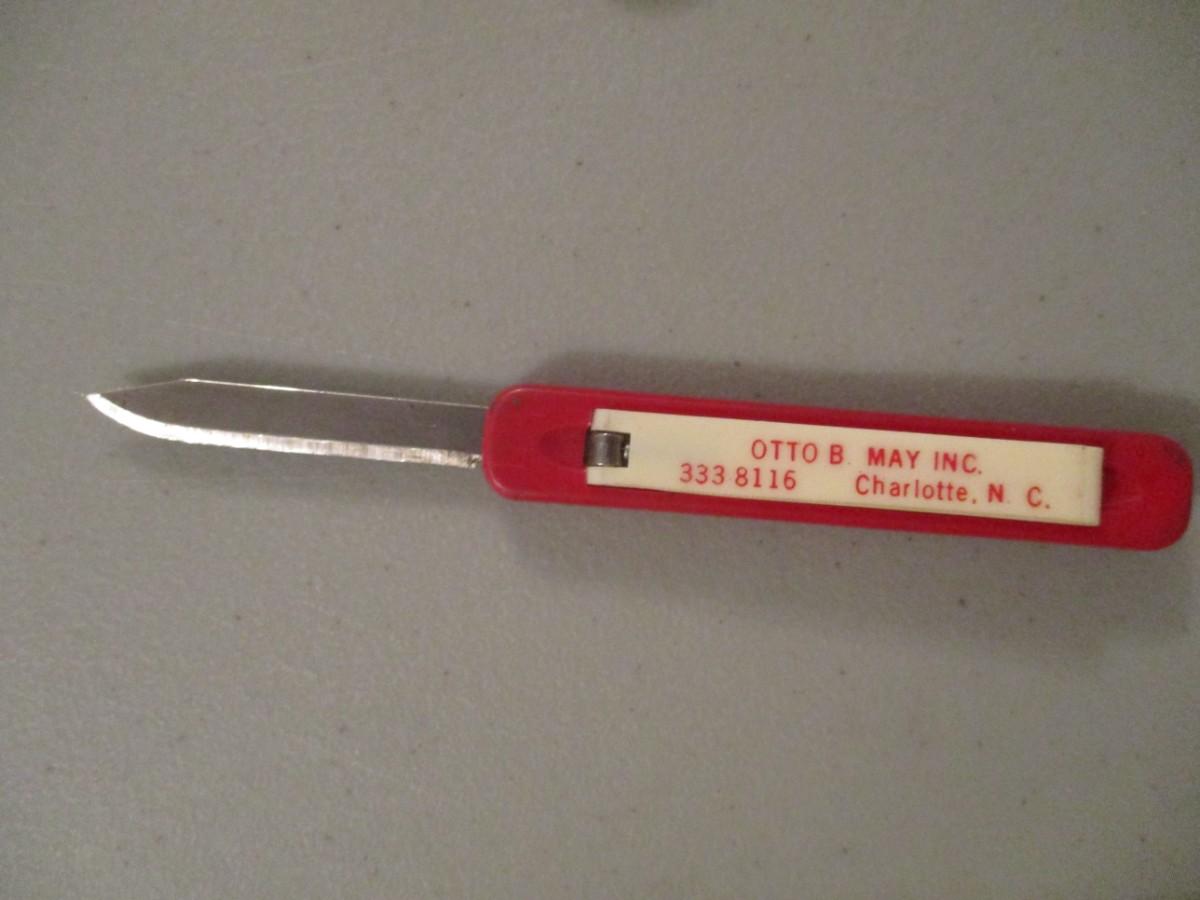 OTTO B. MAY INC.
333 8116 Charlotte, N. C.